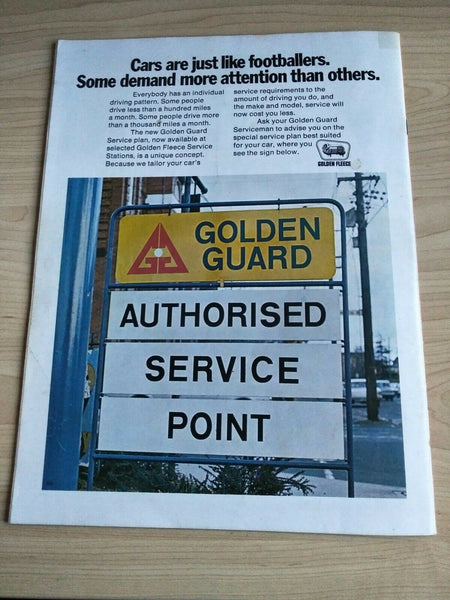 Cars are just like footballers.
Some demand more attention than others.
Everybody has an individual
driving pattern. Some people
drive less than a hundred miles
a month. Some people drive more
than a thousand miles a month.
The new Golden Guard
Service plan, now available at
selected Golden Fleece Service
Stations, is a unique concept.
Because we tailor your car's
service requirements to the
amount of driving you do, and
the make and model, service will
now cost you less.
Ask your Golden Guard
Serviceman to advise you on the
special service plan best suited
for your car, where you
see the sign below.
GOLDEN FLEECE
GOLDEN
GUARD
AUTHORISED
SERVICE
POINT